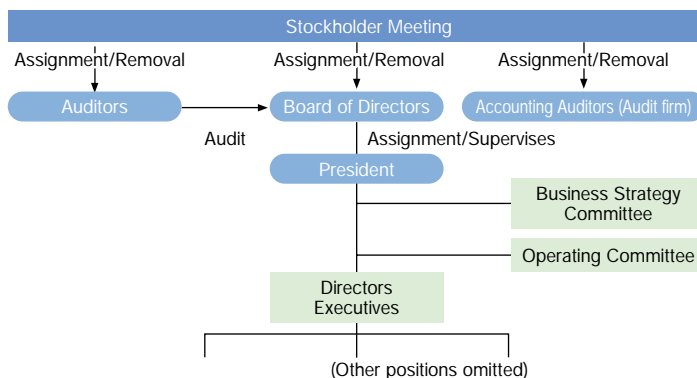 Stockholder Meeting
Assignment/Removal
Assignment/Removal
Assignment/Removal
Auditors
Board of Directors
Accounting Auditors (Audit firm)
Audit
Assignment/Supervises
President
Business Strategy
Committee
Operating Committee
Directors
Executives
(Other positions omitted)